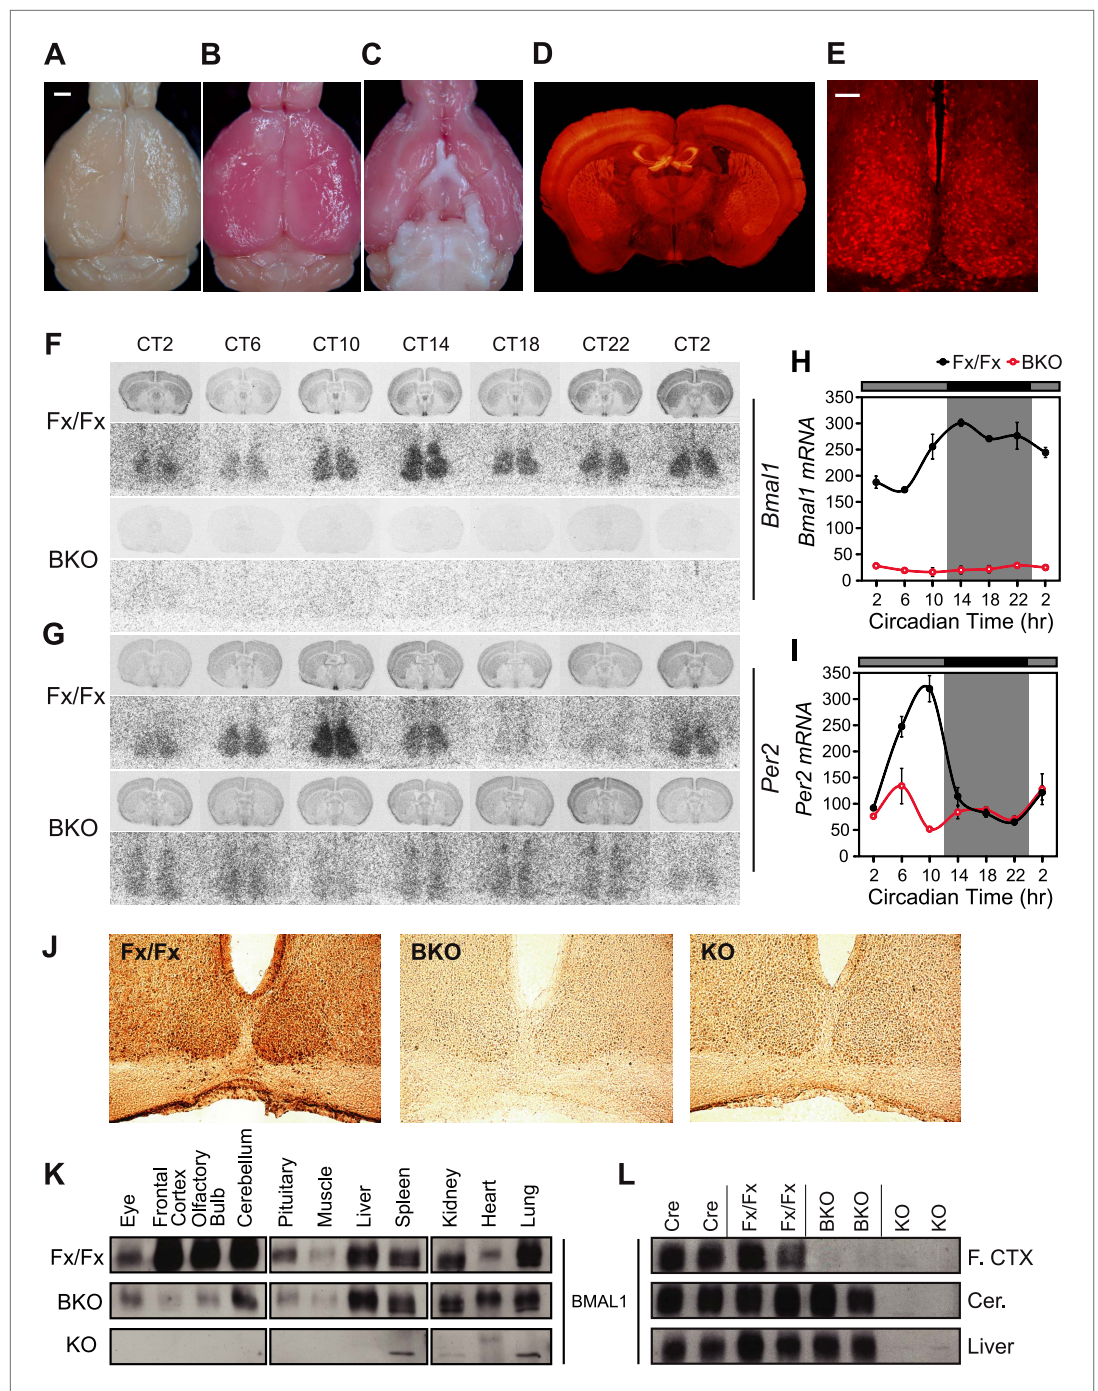 A B C D E
F CT2 CT6 CT10 CT14 CT18 CT22 CT2
Fx/Fx
BKO
Bmal1
G
Fx/Fx
BKO
Per2
H
Fx/Fx BKO
Bmal1 mRNA
350
300
250
200
150
100
50
0
2 6 10 14 18 22 2
Circadian Time (hr)
I
Per2 mRNA
350
300
250
200
150
100
50
0
2 6 10 14 18 22 2
Circadian Time (hr)
J Fx/Fx BKO KO
K
Eye
Frontal
Cortex
Olfactory
Bulb
Cerebellum
Pituitary
Muscle
Liver
Spleen
Kidney
Heart
Lung
Fx/Fx
BKO
KO
BMAL1
L
Cre Cre Fx/Fx Fx/Fx BKO BKO KO KO
F. CTX
Cer.
Liver